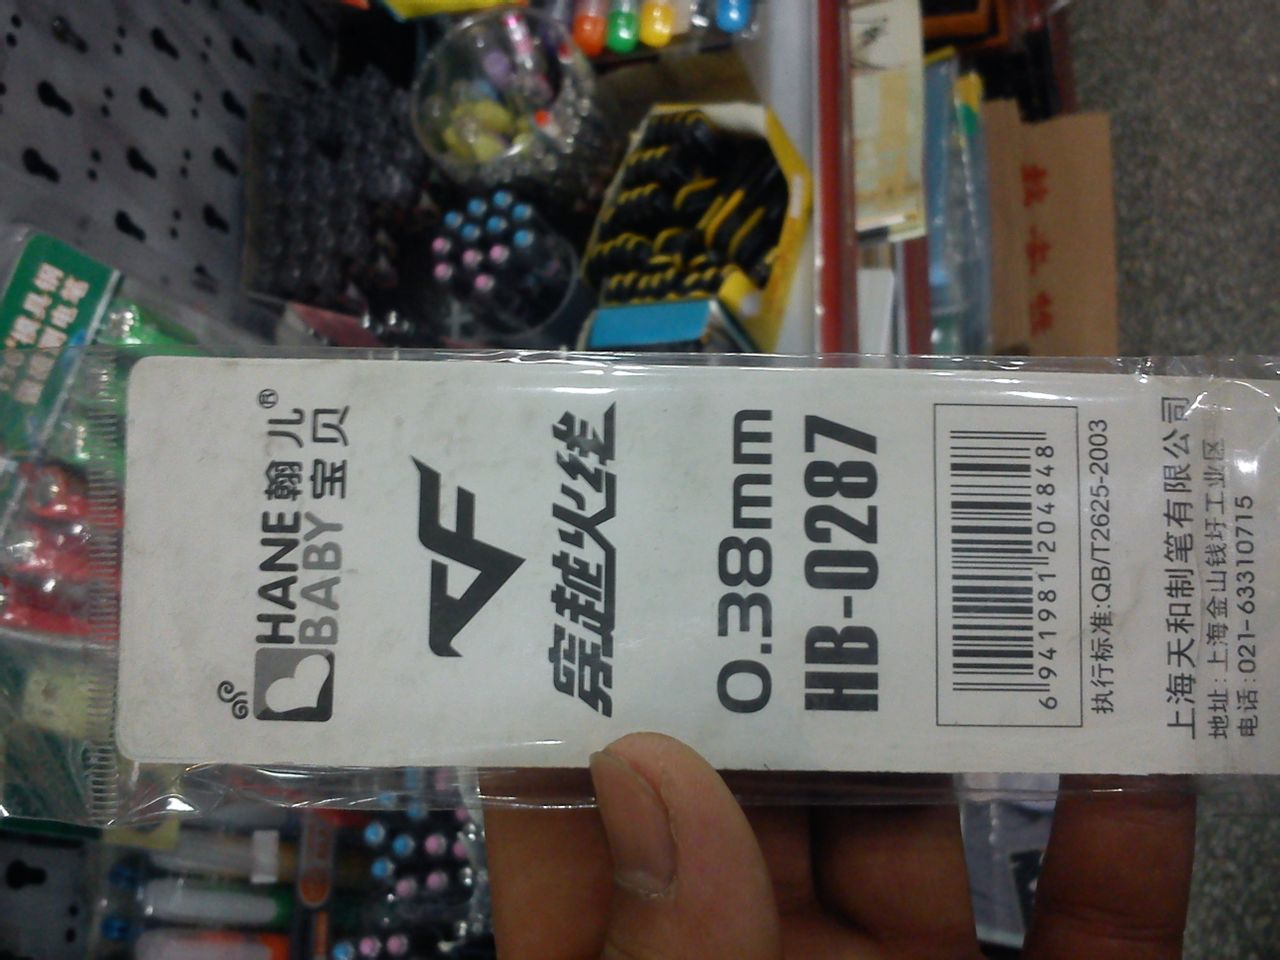 HANE 翰儿®
BABY 宝贝
CF
穿越火线
0.38mm
HB-0287
6 941981 204848
执行标准:QB/T2625-2003
上海天和制笔有限公司
地址:上海金山钱圩工业区
电话:021-63310715